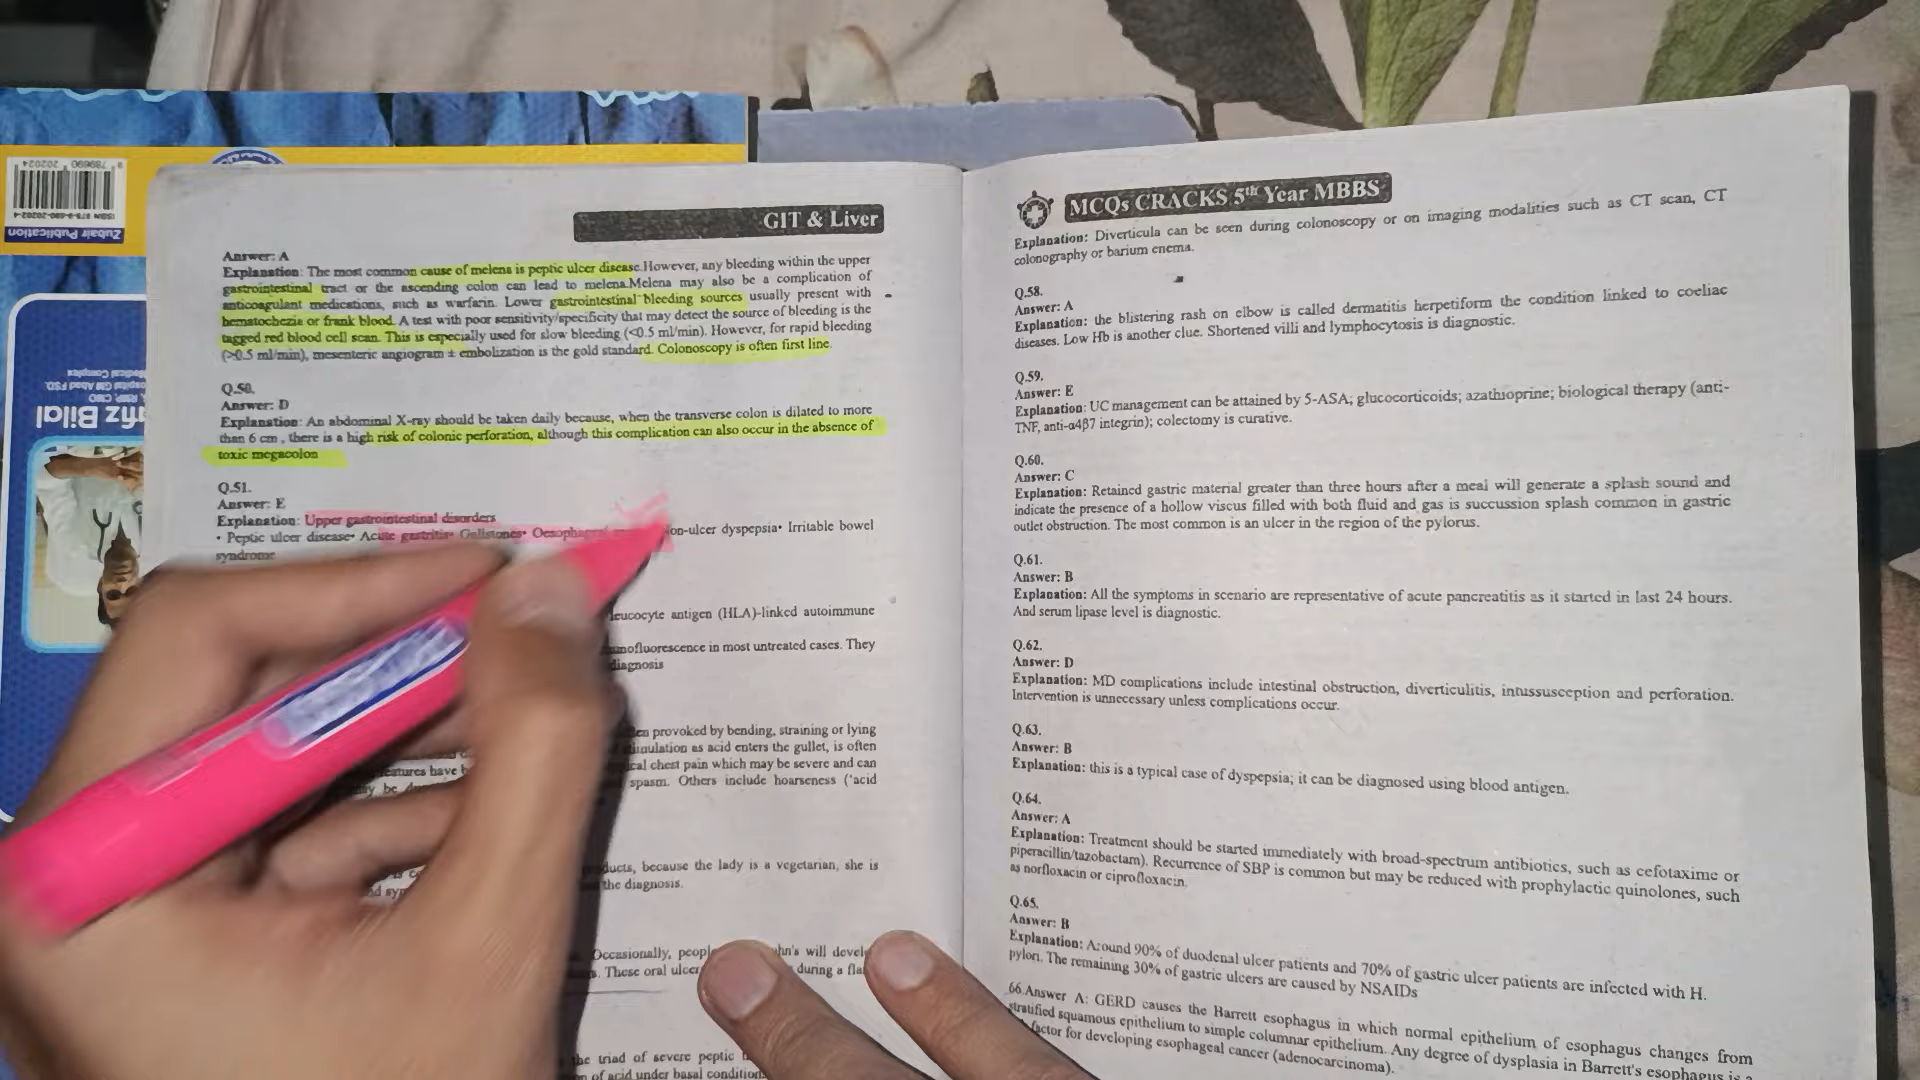 GIT & Liver
Answer: A
Explanation: The most common cause of melena is peptic ulcer disease.However, any bleeding within the upper
gastrointestinal tract or the ascending colon can lead to melena.Melena may also be a complication of
anticoagulant medications, such as warfarin. Lower gastrointestinal bleeding sources usually present with
hematochezia or frank blood. A test with poor sensitivity/specificity that may detect the source of bleeding is the
tagged red blood cell scan. This is especially used for slow bleeding (<0.5 ml/min). However, for rapid bleeding
(>0.5 ml/min), mesenteric angiogram ± embolization is the gold standard. Colonoscopy is often first line.
Q.50.
Answer: D
Explanation: An abdominal X-ray should be taken daily because, when the transverse colon is dilated to more
than 6 cm , there is a high risk of colonic perforation, although this complication can also occur in the absence of
toxic megacolon
Q.51.
Answer: E
Explanation: Upper gastrointestinal disorders
• Peptic ulcer disease• Acute gastritis• Gallstones• on-ulcer dyspepsia• Irritable bowel
syndrome
leucocyte antigen (HLA)-linked autoimmune
in most untreated cases. They
diagnosis
provoked by bending, straining or lying
as acid enters the gullet, is often
chest pain which may be severe and can
spasm. Others include hoarseness ('acid
because the lady is a vegetarian, she is
the diagnosis.
Occasionally, will
These oral during a
the triad of severe peptic
of acid under basal
MCQs CRACKS 5th Year MBBS
Explanation: Diverticula can be seen during colonoscopy or on imaging modalities such as CT scan, CT
colonography or barium enema.
Q.58.
Answer: A
Explanation: the blistering rash on elbow is called dermatitis herpetiform the condition linked to coeliac
diseases. Low Hb is another clue. Shortened villi and lymphocytosis is diagnostic.
Q.59.
Answer: E
Explanation: UC management can be attained by 5-ASA; glucocorticoids; azathioprine; biological therapy (anti-
TNF, anti-α4β7 integrin); colectomy is curative.
Q.60.
Answer: C
Explanation: Retained gastric material greater than three hours after a meal will generate a splash sound and
indicate the presence of a hollow viscus filled with both fluid and gas is succussion splash common in gastric
outlet obstruction. The most common is an ulcer in the region of the pylorus.
Q.61.
Answer: B
Explanation: All the symptoms in scenario are representative of acute pancreatitis as it started in last 24 hours.
And serum lipase level is diagnostic.
Q.62.
Answer: D
Explanation: MD complications include intestinal obstruction, diverticulitis, intussusception and perforation.
Intervention is unnecessary unless complications occur.
Q.63.
Answer: B
Explanation: this is a typical case of dyspepsia; it can be diagnosed using blood antigen.
Q.64.
Answer: A
Explanation: Treatment should be started immediately with broad-spectrum antibiotics, such as cefotaxime or
piperacillin/tazobactam). Recurrence of SBP is common but may be reduced with prophylactic quinolones, such
as norfloxacin or ciprofloxacin.
Q.65.
Answer: B
Explanation: Around 90% of duodenal ulcer patients and 70% of gastric ulcer patients are infected with H.
pylori. The remaining 30% of gastric ulcers are caused by NSAIDs
66.Answer A: GERD causes the Barrett esophagus in which normal epithelium of esophagus changes from
stratified squamous epithelium to simple columnar epithelium. Any degree of dysplasia in Barrett's esophagus is a
factor for developing esophageal cancer (adenocarcinoma).
Zubair Publication
Medical Complex
Bilal